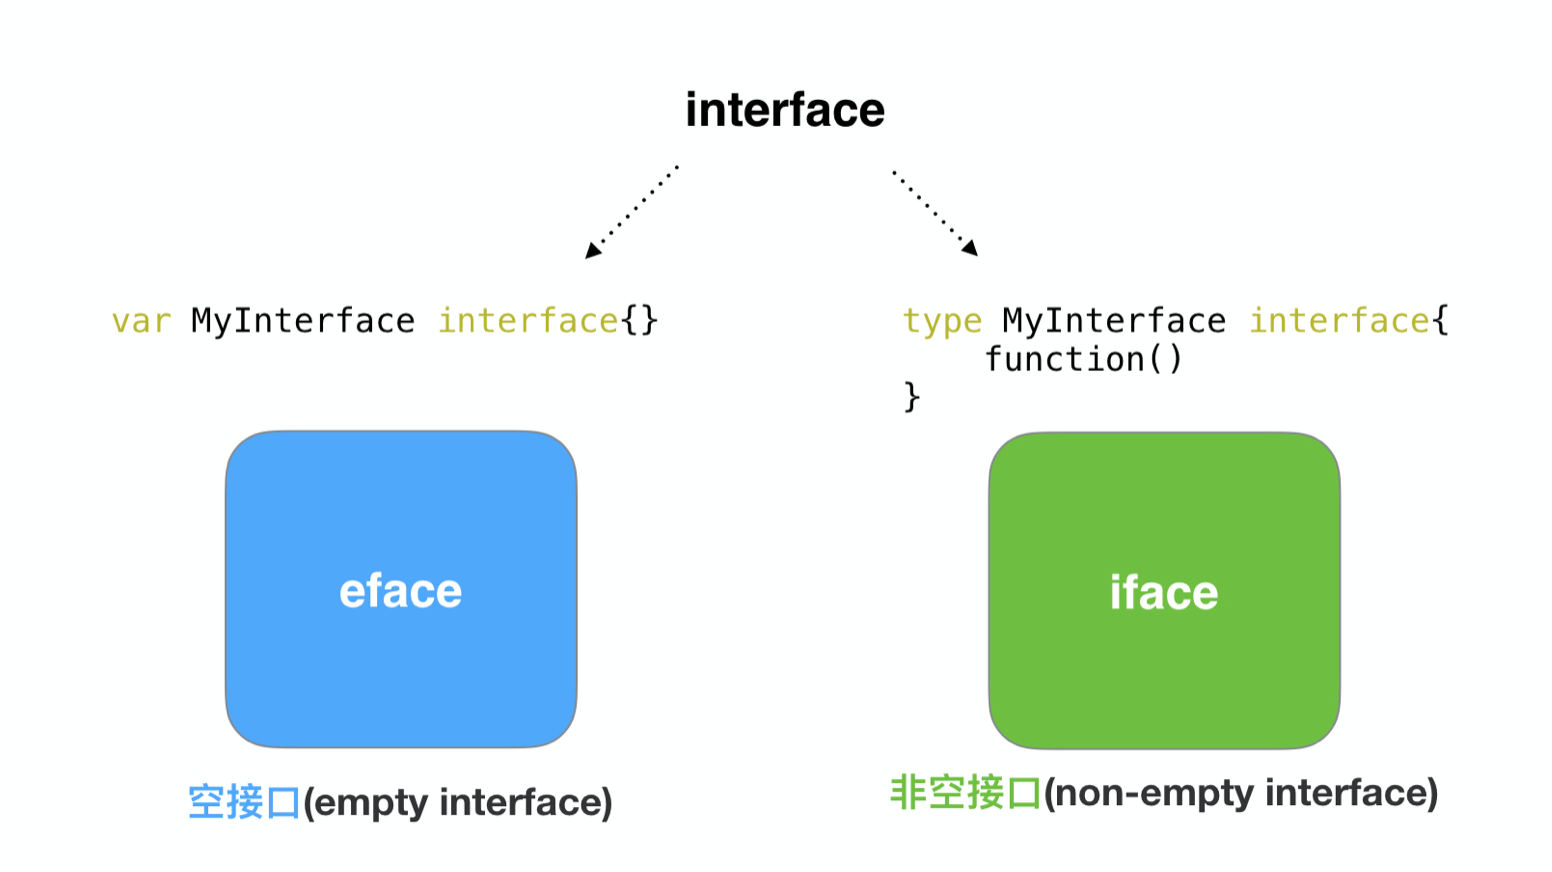 interface
var MyInterface interface{}
type MyInterface interface{
function()
}
eface
iface
空接口(empty interface)
非空接口(non-empty interface)